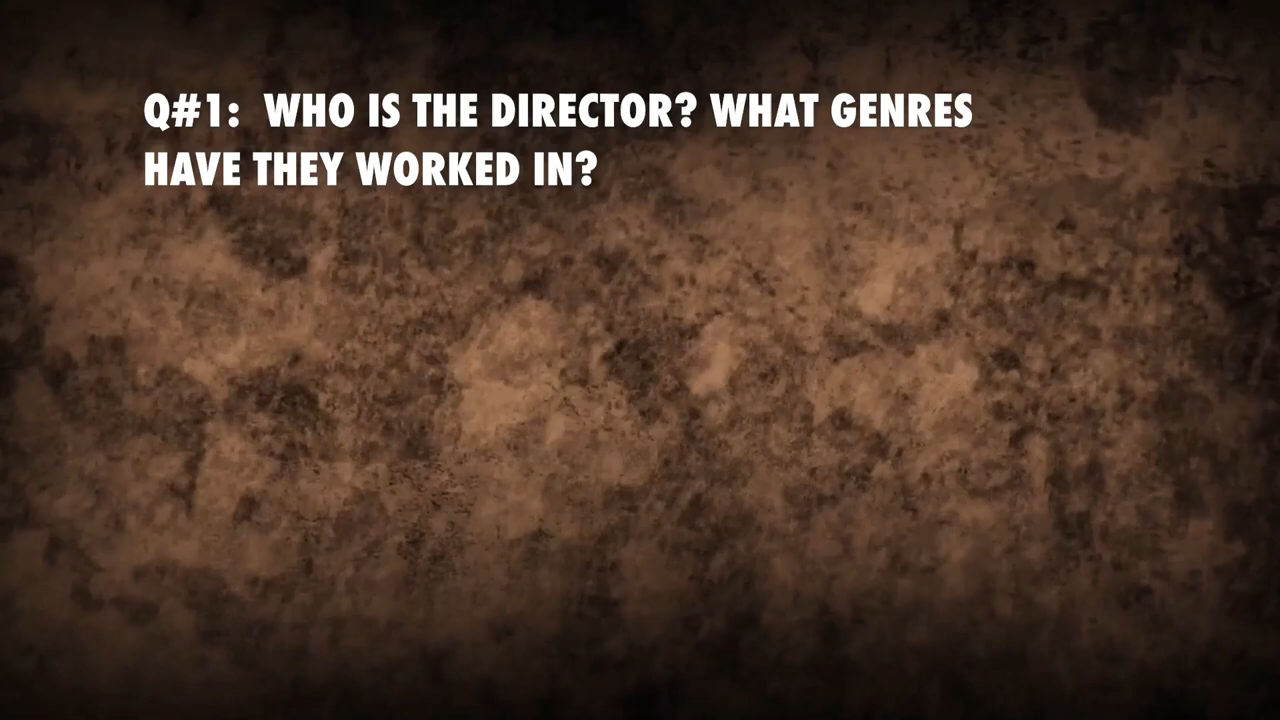 Q#1:  WHO IS THE DIRECTOR? WHAT GENRES
HAVE THEY WORKED IN?